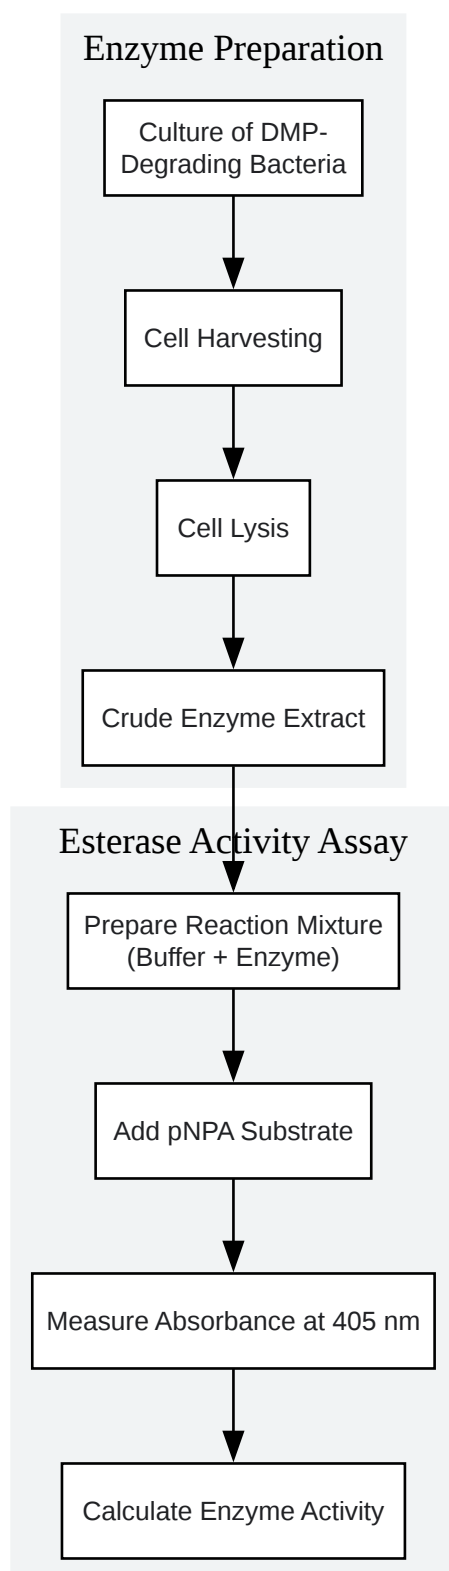 Enzyme Preparation
Culture of DMP-
Degrading Bacteria
Cell Harvesting
Cell Lysis
Crude Enzyme Extract
Esterase Activity Assay
Prepare Reaction Mixture
(Buffer + Enzyme)
Add pNPA Substrate
Measure Absorbance at 405 nm
Calculate Enzyme Activity